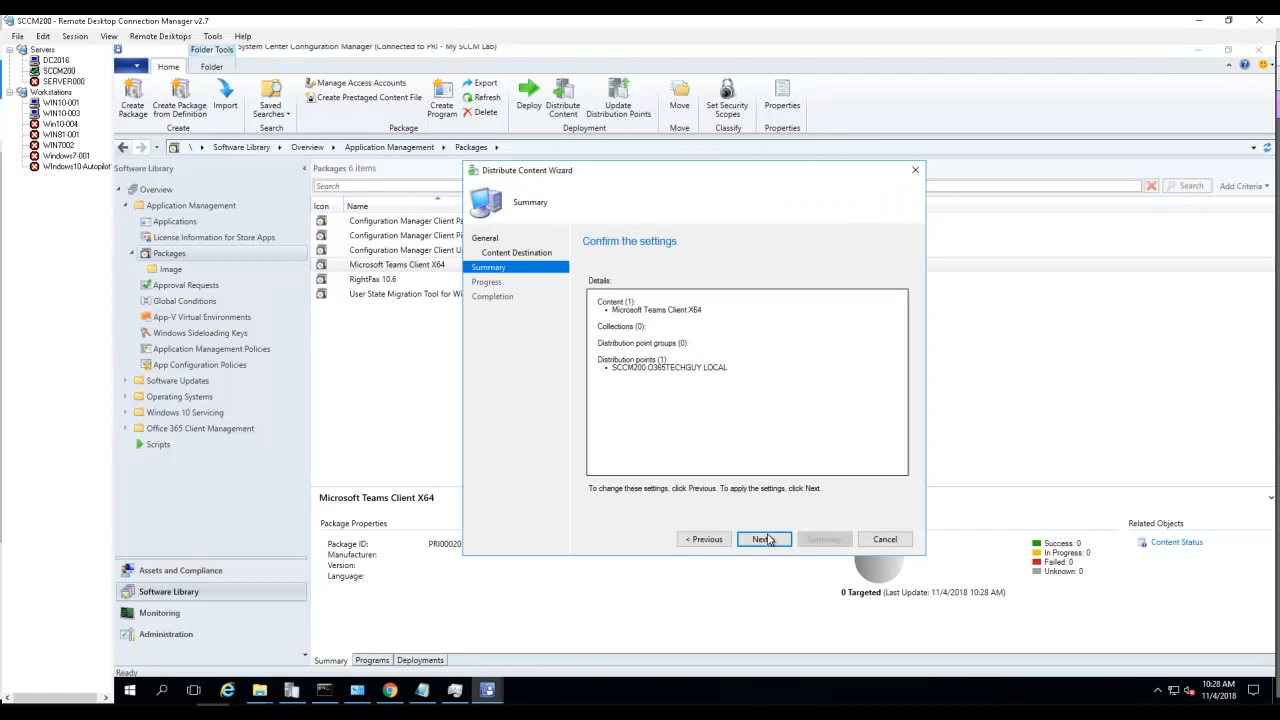 SCCM200 - Remote Desktop Connection Manager v2.7
File Edit Session View Remote Desktops Tools Help
Servers
DC2016
SCCM200
SERVER000
Workstations
WIN10-001
WIN10-003
Win10-004
WIN81-001
WIN7002
Windows7-001
Windows10-Autopilot
Folder Tools
System Center Configuration Manager (Connected to PRI - My SCCM Lab)
Home Folder
Create Package
Create Package from Definition
Import
Create
Saved Searches
Search
Manage Access Accounts
Create Prestaged Content File
Create Program
Export
Refresh
Delete
Package
Deploy
Distribute Content
Update Distribution Points
Deployment
Move
Move
Set Security Scopes
Classify
Properties
Properties
\ Software Library Overview Application Management Packages
Software Library
Overview
Application Management
Applications
License Information for Store Apps
Packages
Image
Approval Requests
Global Conditions
App-V Virtual Environments
Windows Sideloading Keys
Application Management Policies
App Configuration Policies
Software Updates
Operating Systems
Windows 10 Servicing
Office 365 Client Management
Scripts
Assets and Compliance
Software Library
Monitoring
Administration
Packages 6 items
Search
Search
Add Criteria
Icon Name
Configuration Manager Client Pa
Configuration Manager Client Pi
Configuration Manager Client U
Microsoft Teams Client X64
RightFax 10.6
User State Migration Tool for Wi
Distribute Content Wizard
Summary
General
Content Destination
Summary
Progress
Completion
Confirm the settings
Details:
Content (1):
• Microsoft Teams Client X64
Collections (0):
Distribution point groups (0):
Distribution points (1):
• SCCM200.O365TECHGUY.LOCAL
To change these settings, click Previous. To apply the settings, click Next.
< Previous
Next
Summary
Cancel
Microsoft Teams Client X64
Package Properties
Package ID: PRI00020
Manufacturer:
Version:
Language:
Success: 0
In Progress: 0
Failed: 0
Unknown: 0
0 Targeted (Last Update: 11/4/2018 10:28 AM)
Related Objects
Content Status
Summary Programs Deployments
Ready
10:28 AM
11/4/2018